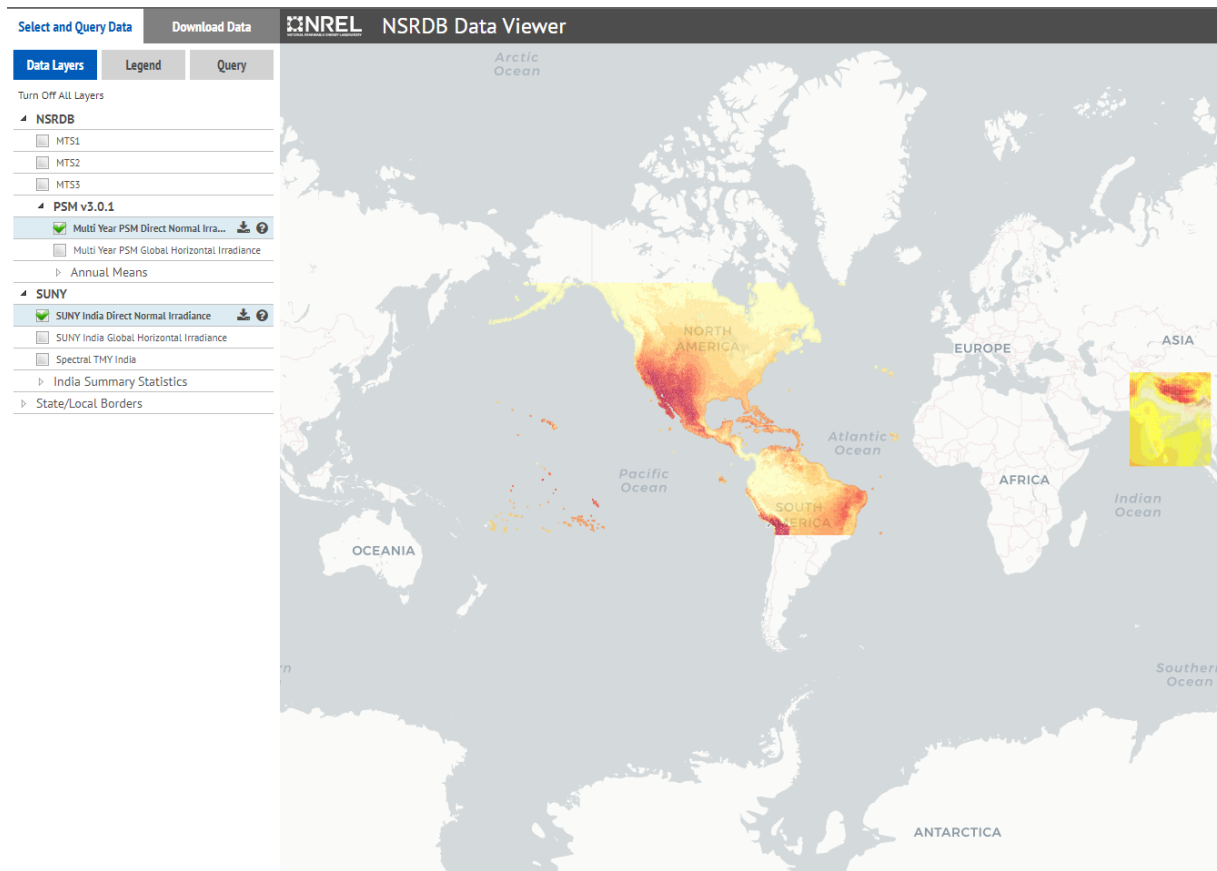 Select and Query Data
Download Data
NREL
NATIONAL RENEWABLE ENERGY LABORATORY
NSRDB Data Viewer
Data Layers
Legend
Query
Turn Off All Layers
NSRDB
MTS1
MTS2
MTS3
PSM v3.0.1
Multi Year PSM Direct Normal Irra...
Multi Year PSM Global Horizontal Irradiance
Annual Means
SUNY
SUNY India Direct Normal Irradiance
SUNY India Global Horizontal Irradiance
Spectral TMY India
India Summary Statistics
State/Local Borders
Arctic
Ocean
NORTH
AMERICA
EUROPE
ASIA
Atlantic
Ocean
Pacific
Ocean
AFRICA
Indian
Ocean
SOUTH
AMERICA
OCEANIA
Southern
Ocean
ANTARCTICA